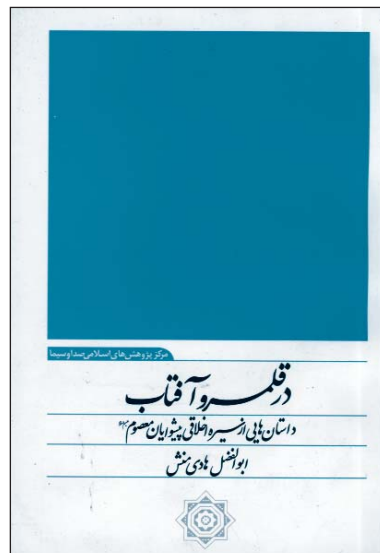 مرکز پژوهش‌های اسلامی صدا و سیما
در قلمرو آفتاب
داستان‌هایی از سیره اخلاقی پیشوایان معصوم
ابوالفضل هادی منش